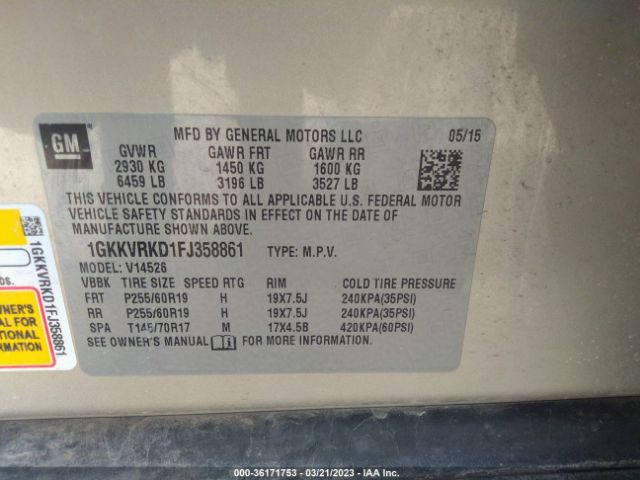 GM
MFD BY GENERAL MOTORS LLC 05/15
GVWR GAWR FRT GAWR RR
2930 KG 1450 KG 1600 KG
6459 LB 3196 LB 3527 LB
THIS VEHICLE CONFORMS TO ALL APPLICABLE U.S. FEDERAL MOTOR
VEHICLE SAFETY STANDARDS IN EFFECT ON THE DATE OF
MANUFACTURE SHOWN ABOVE.
1GKKVRKD1FJ358861 TYPE: M.P.V.
MODEL: V14526
VBBK TIRE SIZE SPEED RTG RIM COLD TIRE PRESSURE
FRT P255/60R19 H 19X7.5J 240KPA(35PSI)
RR P255/60R19 H 19X7.5J 240KPA(35PSI)
SPA T145/70R17 M 17X4.5B 420KPA(60PSI)
SEE OWNER'S MANUAL FOR MORE INFORMATION.
1GKKVRKD1FJ358861
OWNER'S
AL FOR
TIONAL
RMATION
000-36171753 - 03/21/2023 - IAA Inc.